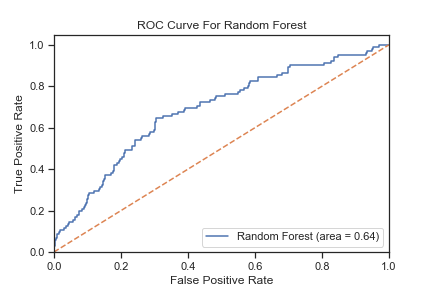 ROC Curve For Random Forest
True Positive Rate
1.0
0.8
0.6
0.4
0.2
0.0
Random Forest (area = 0.64)
0.0 0.2 0.4 0.6 0.8 1.0
False Positive Rate